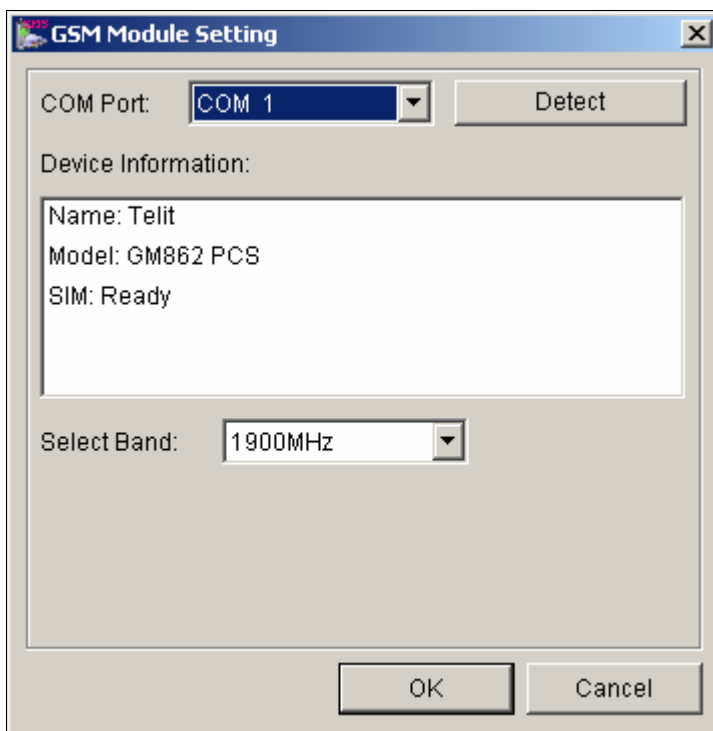 GSM Module Setting
COM Port: COM 1 Detect
Device Information:
Name: Telit
Model: GM862 PCS
SIM: Ready
Select Band: 1900MHz
OK Cancel